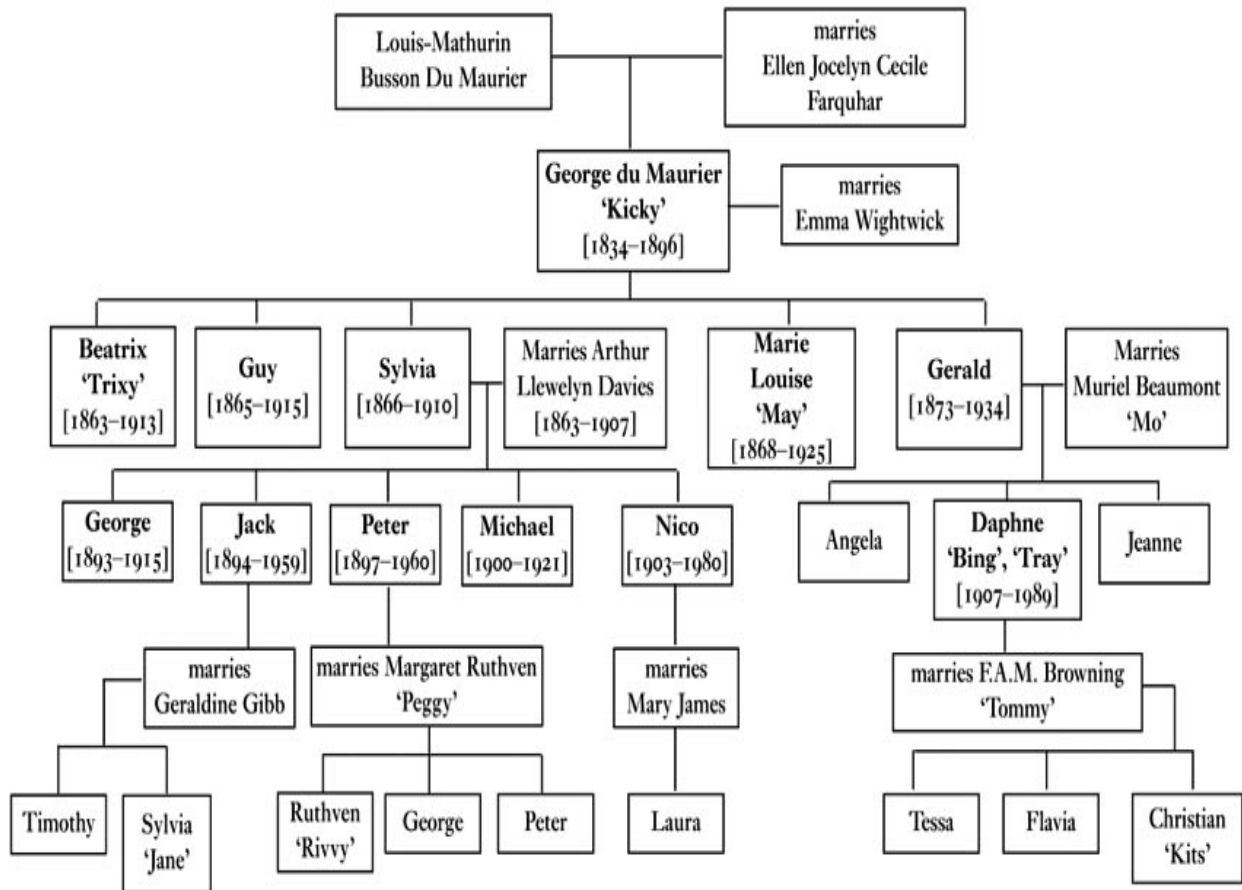 Louis-Mathurin
Busson Du Maurier
marries
Ellen Jocelyn Cecile
Farquhar
George du Maurier
‘Kicky’
[1834–1896]
marries
Emma Wightwick
Beatrix
‘Trixy’
[1863–1913]
Guy
[1865–1915]
Sylvia
[1866–1910]
Marries Arthur
Llewelyn Davies
[1863–1907]
Marie
Louise
‘May’
[1868–1925]
Gerald
[1873–1934]
Marries
Muriel Beaumont
‘Mo’
George
[1893–1915]
Jack
[1894–1959]
Peter
[1897–1960]
Michael
[1900–1921]
Nico
[1903–1980]
Angela
Daphne
‘Bing’, ‘Tray’
[1907–1989]
Jeanne
marries
Geraldine Gibb
marries Margaret Ruthven
‘Peggy’
marries
Mary James
marries F.A.M. Browning
‘Tommy’
Timothy
Sylvia
‘Jane’
Ruthven
‘Rivvy’
George
Peter
Laura
Tessa
Flavia
Christian
‘Kits’